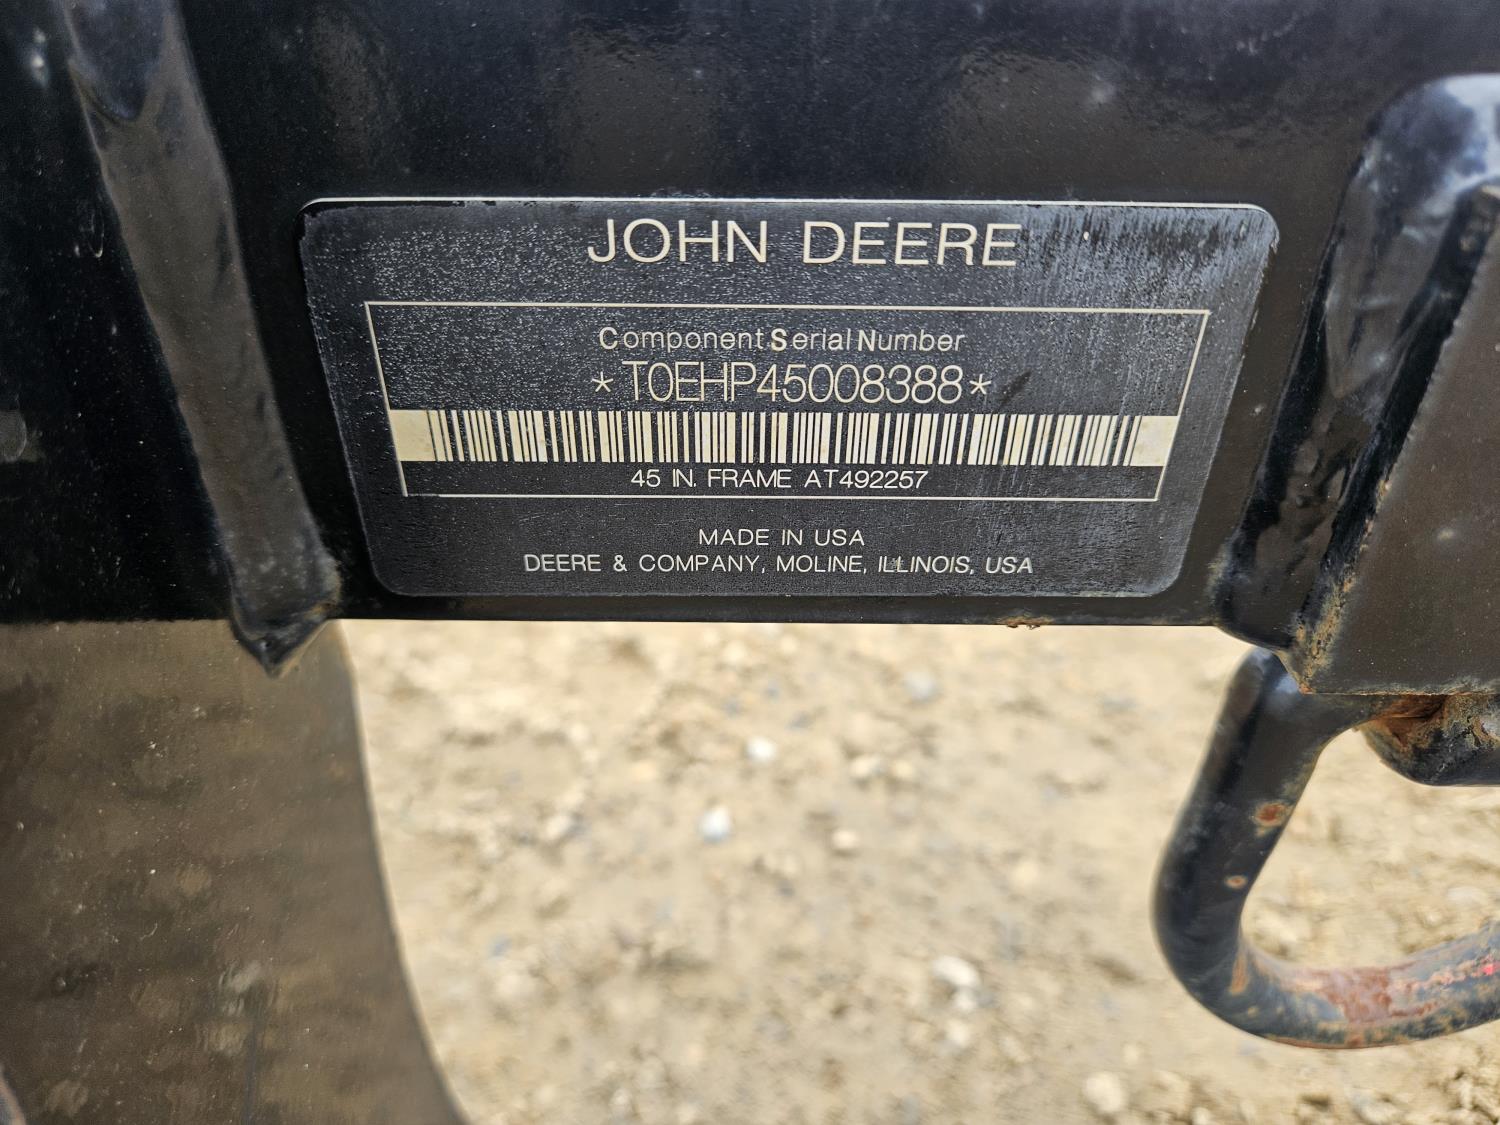 JOHN DEERE
Component Serial Number
*T0EHP45008388*
45 IN. FRAME AT492257
MADE IN USA
DEERE & COMPANY, MOLINE, ILLINOIS, USA